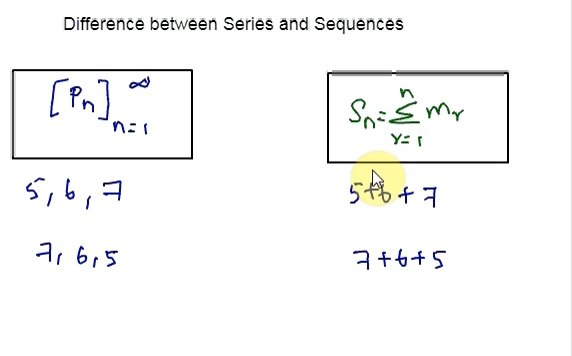 Difference between Series and Sequences
[Pn]∞n=1
Sn=nΣr=1 mr
5, 6, 7
5+6+7
7, 6, 5
7+6+5